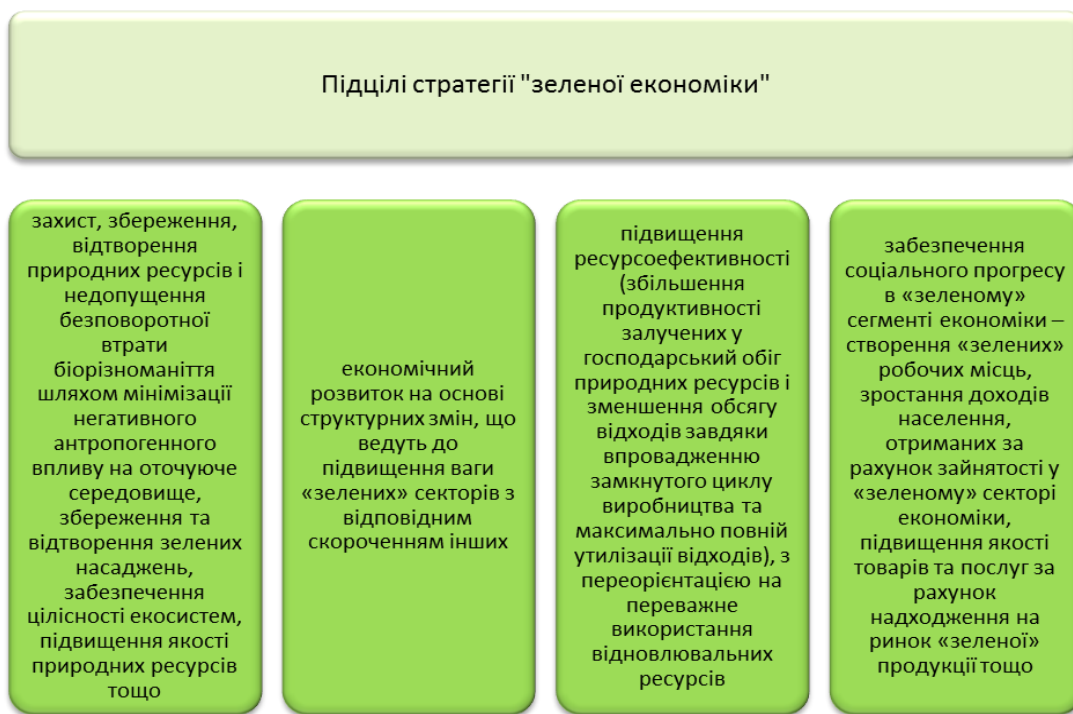 Підцілі стратегії "зеленої економіки"
захист, збереження,
відтворення
природних ресурсів і
недопущення
безповоротної
втрати
біорізноманіття
шляхом мінімізації
негативного
антропогенного
впливу на оточуюче
середовище,
збереження та
відтворення зелених
насаджень,
забезпечення
цілісності екосистем,
підвищення якості
природних ресурсів
тощо
економічний
розвиток на основі
структурних змін, що
ведуть до
підвищення ваги
«зелених» секторів з
відповідним
скороченням інших
підвищення
ресурсоефективності
(збільшення
продуктивності
залучених у
господарський обіг
природних ресурсів і
зменшення обсягу
відходів завдяки
впровадженню
замкнутого циклу
виробництва та
максимально повній
утилізації відходів), з
переорієнтацією на
переважне
використання
відновлювальних
ресурсів
забезпечення
соціального прогресу
в «зеленому»
сегменті економіки –
створення «зелених»
робочих місць,
зростання доходів
населення,
отриманих за
рахунок зайнятості у
«зеленому» секторі
економіки,
підвищення якості
товарів та послуг за
рахунок
надходження на
ринок «зеленої»
продукції тощо